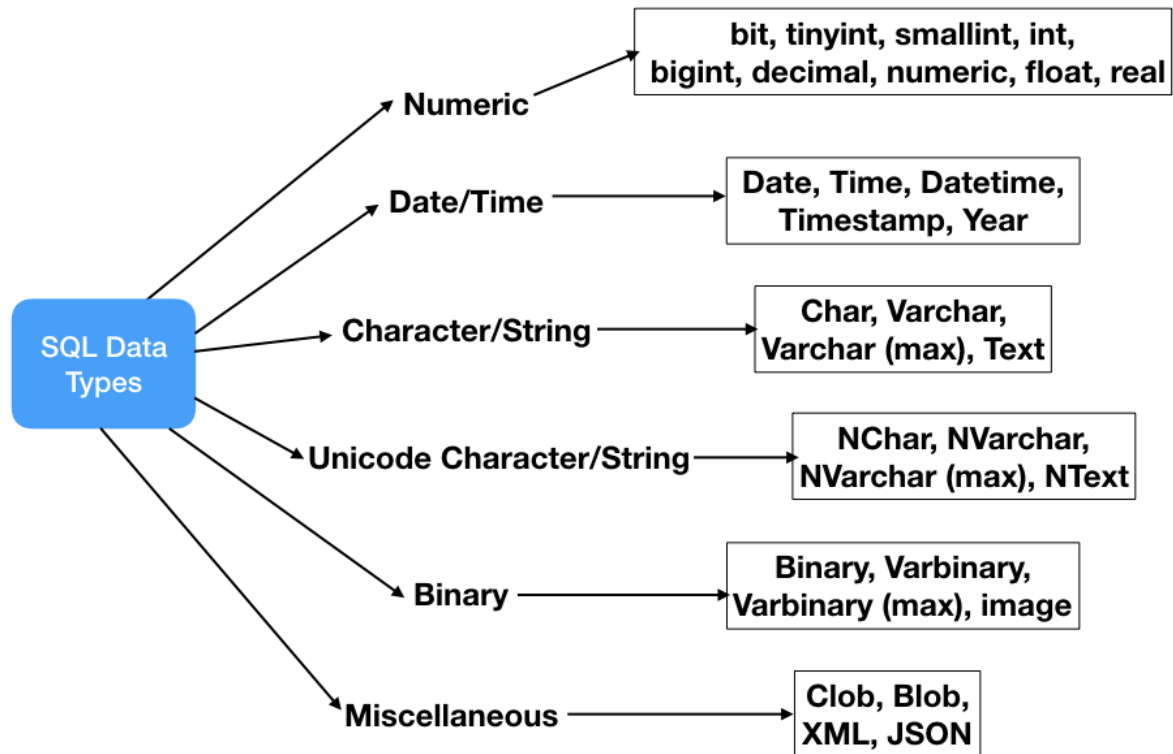 bit, tinyint, smallint, int,
bigint, decimal, numeric, float, real
Numeric
Date/Time
Date, Time, Datetime,
Timestamp, Year
SQL Data
Types
Character/String
Char, Varchar,
Varchar (max), Text
Unicode Character/String
NChar, NVarchar,
NVarchar (max), NText
Binary
Binary, Varbinary,
Varbinary (max), image
Miscellaneous
Clob, Blob,
XML, JSON